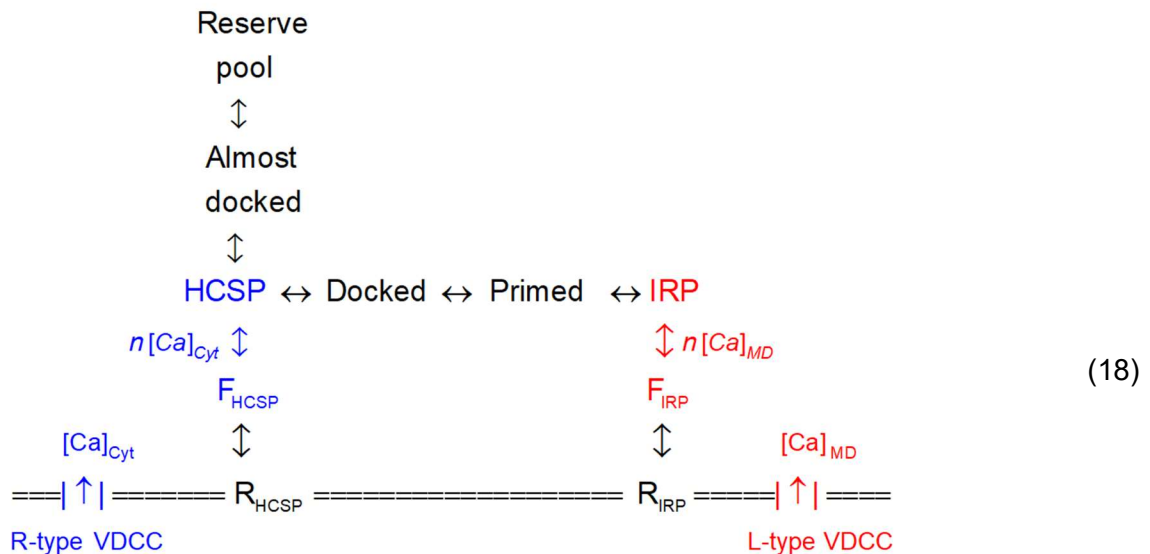 Reserve
pool
↕
Almost
docked
↕
HCSP ↔ Docked ↔ Primed ↔ IRP
n [Ca]Cyt ↕ ↕ n [Ca]MD
(18)
FHCSP FIRP
[Ca]Cyt ↕ ↕ [Ca]MD
===| ↑ |======= RHCSP =================== RIRP =====| ↑ |====
R-type VDCC L-type VDCC